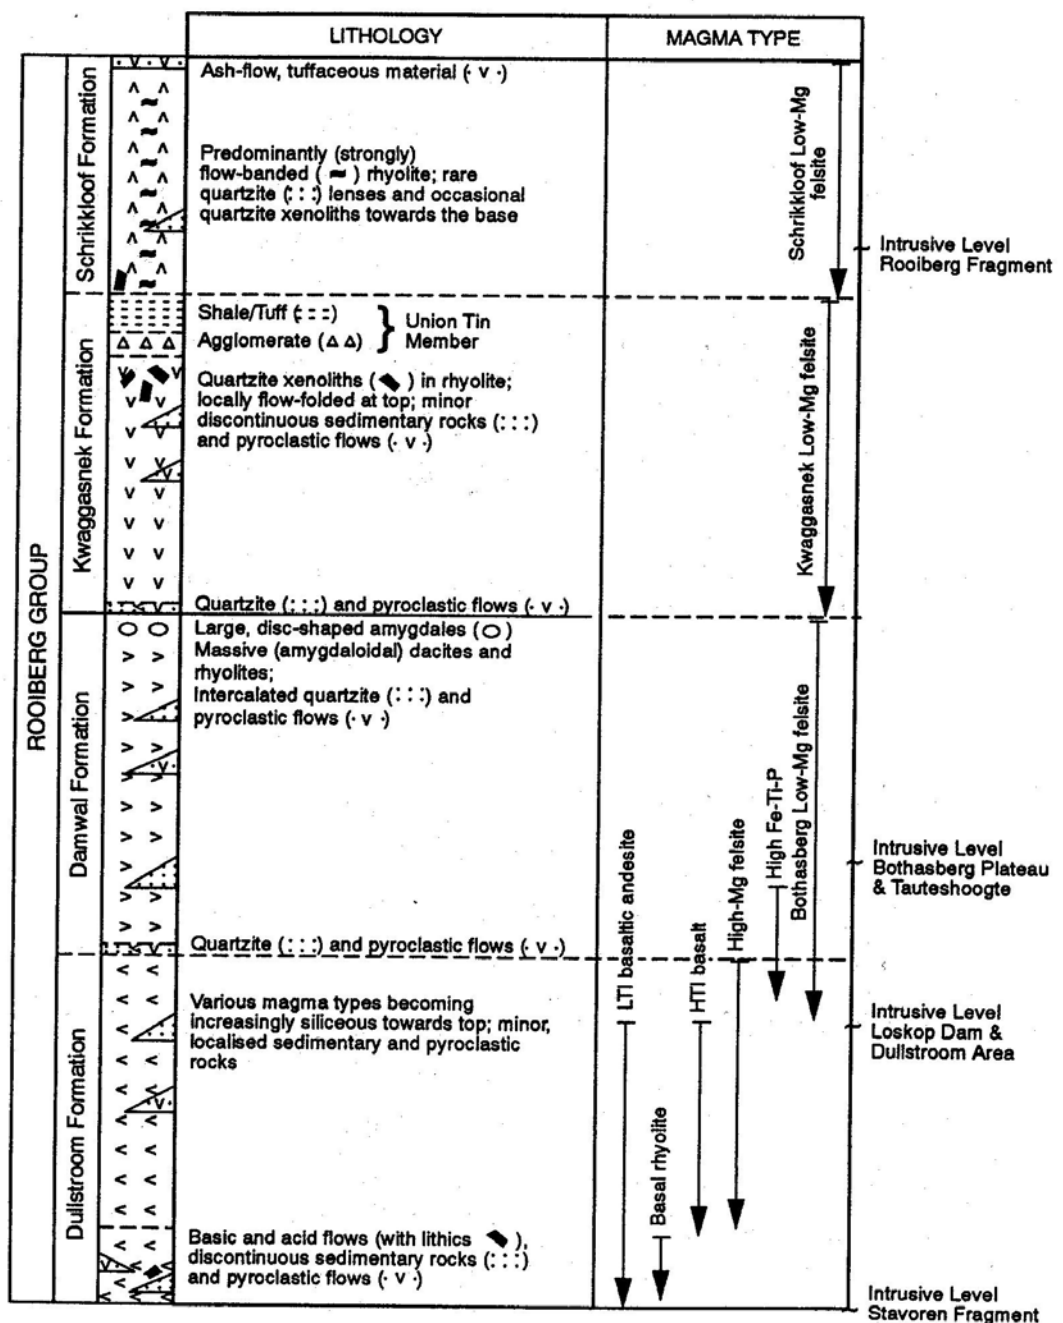 LITHOLOGY
MAGMA TYPE
ROOIBERG GROUP
Schrikkloof Formation
Ash-flow, tuffaceous material (· v ·)
Predominantly (strongly)
flow-banded ( ≈ ) rhyolite; rare
quartzite (: : :) lenses and occasional
quartzite xenoliths towards the base
Schrikkloof Low-Mg
felsite
Intrusive Level
Rooiberg Fragment
Kwaggasnek Formation
Shale/Tuff (- - -)
Agglomerate (Δ Δ)
Union Tin
Member
Quartzite xenoliths ( ) in rhyolite;
locally flow-folded at top; minor
discontinuous sedimentary rocks (: : :)
and pyroclastic flows (· v ·)
Quartzite (: : :) and pyroclastic flows (· v ·)
Kwaggasnek Low-Mg felsite
Damwal Formation
Large, disc-shaped amygdales (O)
Massive (amygdaloidal) dacites and
rhyolites;
Intercalated quartzite (: : :) and
pyroclastic flows (· v ·)
Quartzite (: : :) and pyroclastic flows (· v ·)
Bothasberg Low-Mg felsite
High Fe-Ti-P
High-Mg felsite
HTI basalt
LTI basaltic andesite
Intrusive Level
Bothasberg Plateau
& Tauteshoogte
Dullstroom Formation
Various magma types becoming
increasingly siliceous towards top; minor,
localised sedimentary and pyroclastic
rocks
Basic and acid flows (with lithics ),
discontinuous sedimentary rocks (: : :)
and pyroclastic flows (· v ·)
Basal rhyolite
Intrusive Level
Loskop Dam &
Dullstroom Area
Intrusive Level
Stavoren Fragment